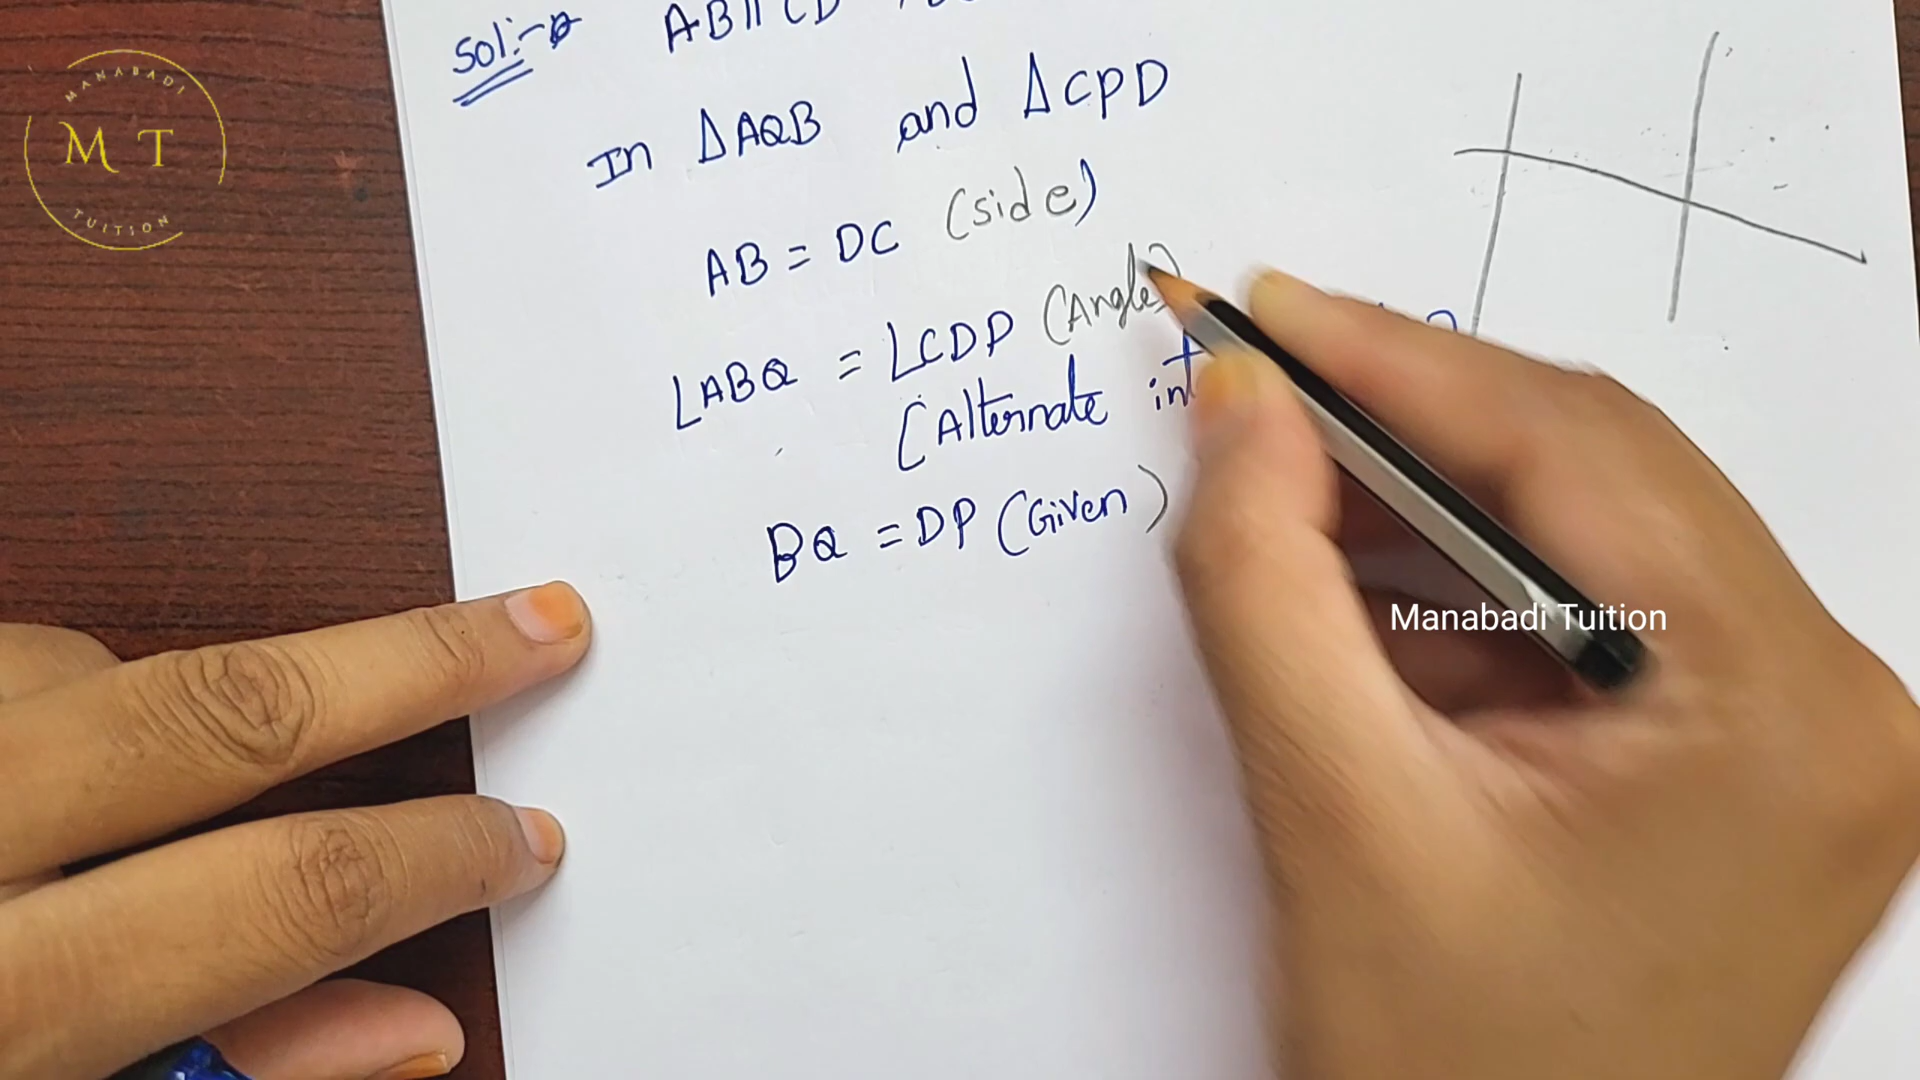 MANABADI
M T
TUITION
Sol:-
AB || CD
In ΔAQB and ΔCPD
AB = DC (side)
∠ABQ = ∠CDP (Angle)
(Alternate int
BQ = DP (Given)
Manabadi Tuition